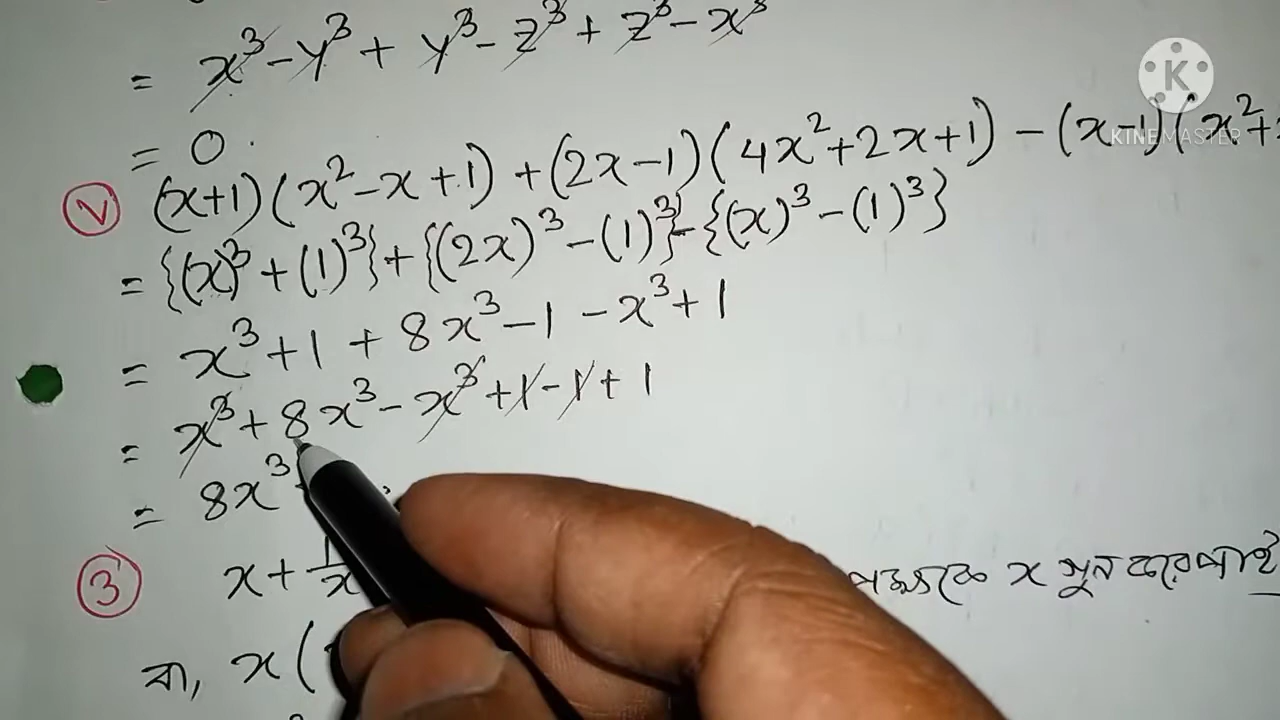 = x³ - y³ + y³ - z³ + z³ - x³
= 0.
(v) (x+1)(x² - x + 1) + (2x-1)(4x² + 2x + 1) - (x-1)(x² +
= {(x)³ + (1)³} + {(2x)³ - (1)³} - {(x)³ - (1)³}
= x³ + 1 + 8x³ - 1 - x³ + 1
= x³ + 8x³ - x³ + 1 - 1 + 1
= 8x³
(3) x + 1/x
x গুন করে পাই
বা, x (
K
KINEMASTER